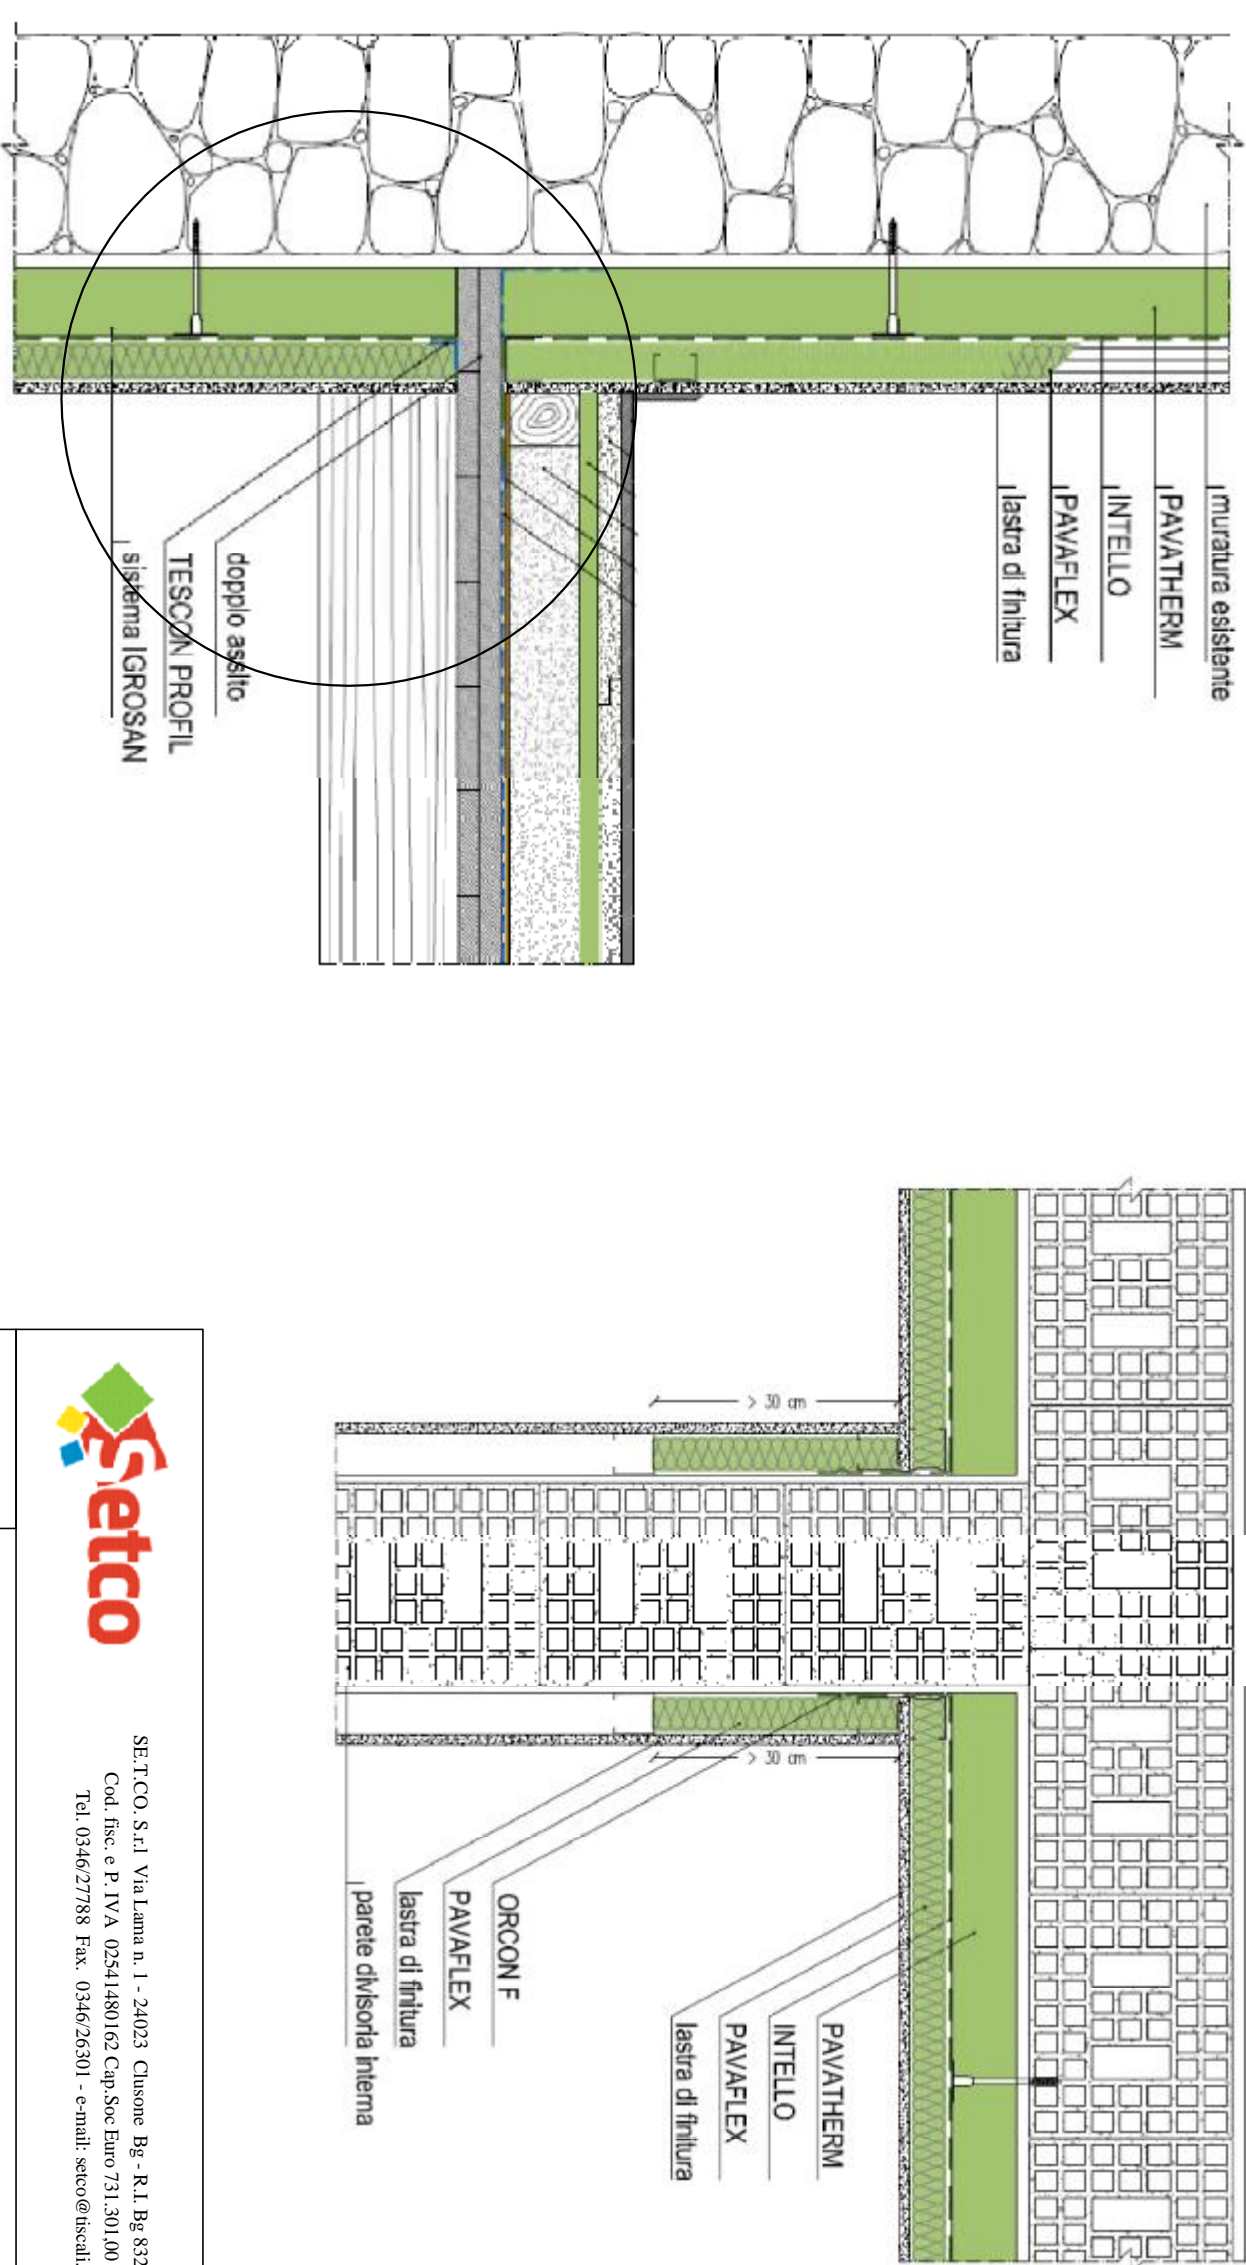 muratura esistente
PAVATHERM
INTELLO
PAVAFLEX
lastra di finitura
doppio assito
TESCON PROFIL
sistema IGROSAN
> 30 cm
> 30 cm
PAVATHERM
INTELLO
PAVAFLEX
lastra di finitura
ORCON F
PAVAFLEX
lastra di finitura
parete divisoria interna
Setco
SE.T.CO. S.r.l Via Lama n. 1 - 24023 Clusone Bg - R.I. Bg 832
Cod. fisc. e P. IVA 02541480162 Cap.Soc Euro 731.301,00
Tel. 0346/27788 Fax. 0346/26301 - e-mail: setco@tiscali.